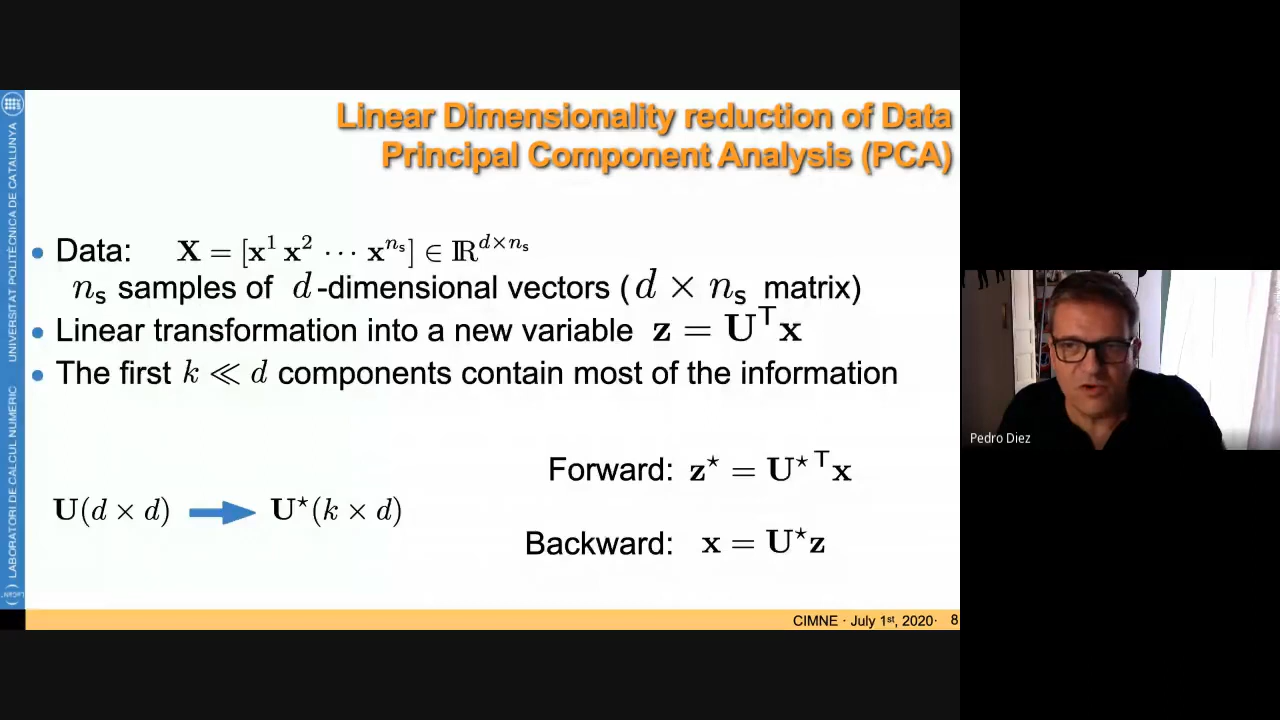 Linear Dimensionality reduction of Data
Principal Component Analysis (PCA)
• Data: X = [x¹ x² ⋯ x^{n_s}] ∈ ℝ^{d×n_s}
n_s samples of d-dimensional vectors (d × n_s matrix)
• Linear transformation into a new variable z = U^T x
• The first k ≪ d components contain most of the information
Forward: z* = U*^T x
U(d × d) U*(k × d)
Backward: x = U*z
CIMNE · July 1st, 2020· 8
LABORATORI DE CÀLCUL NUMÈRIC UNIVERSITAT POLITÈCNICA DE CATALUNYA
Pedro Diez